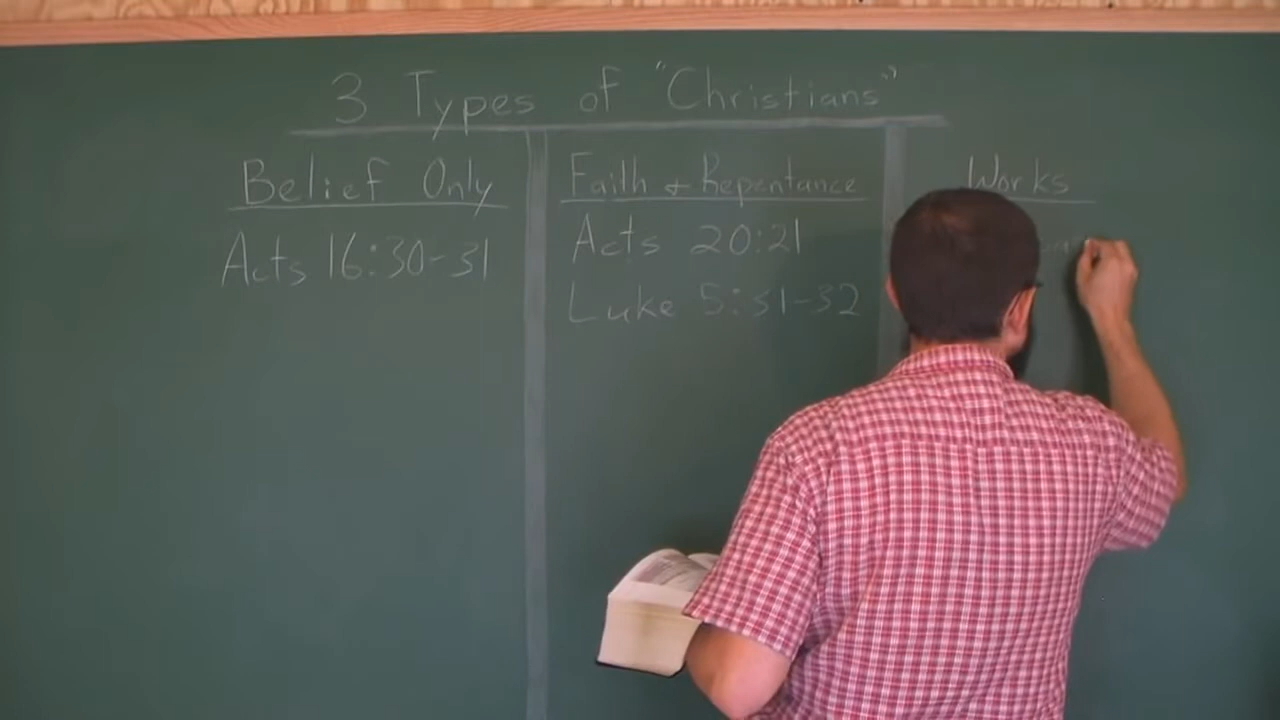 3 Types of "Christians"
Belief Only
Acts 16:30-31
Faith & Repentance
Acts 20:21
Luke 5:31-32
Works